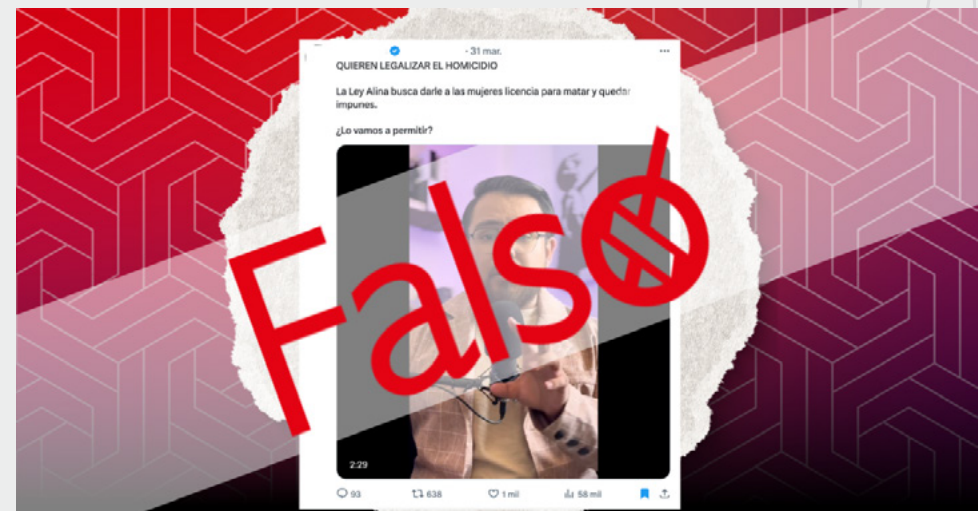 · 31 mar.
QUIEREN LEGALIZAR EL HOMICIDIO
La Ley Alina busca darle a las mujeres licencia para matar y quedar
impunes.
¿Lo vamos a permitir?
Falso
2:29
93 638 1 mil 58 mil